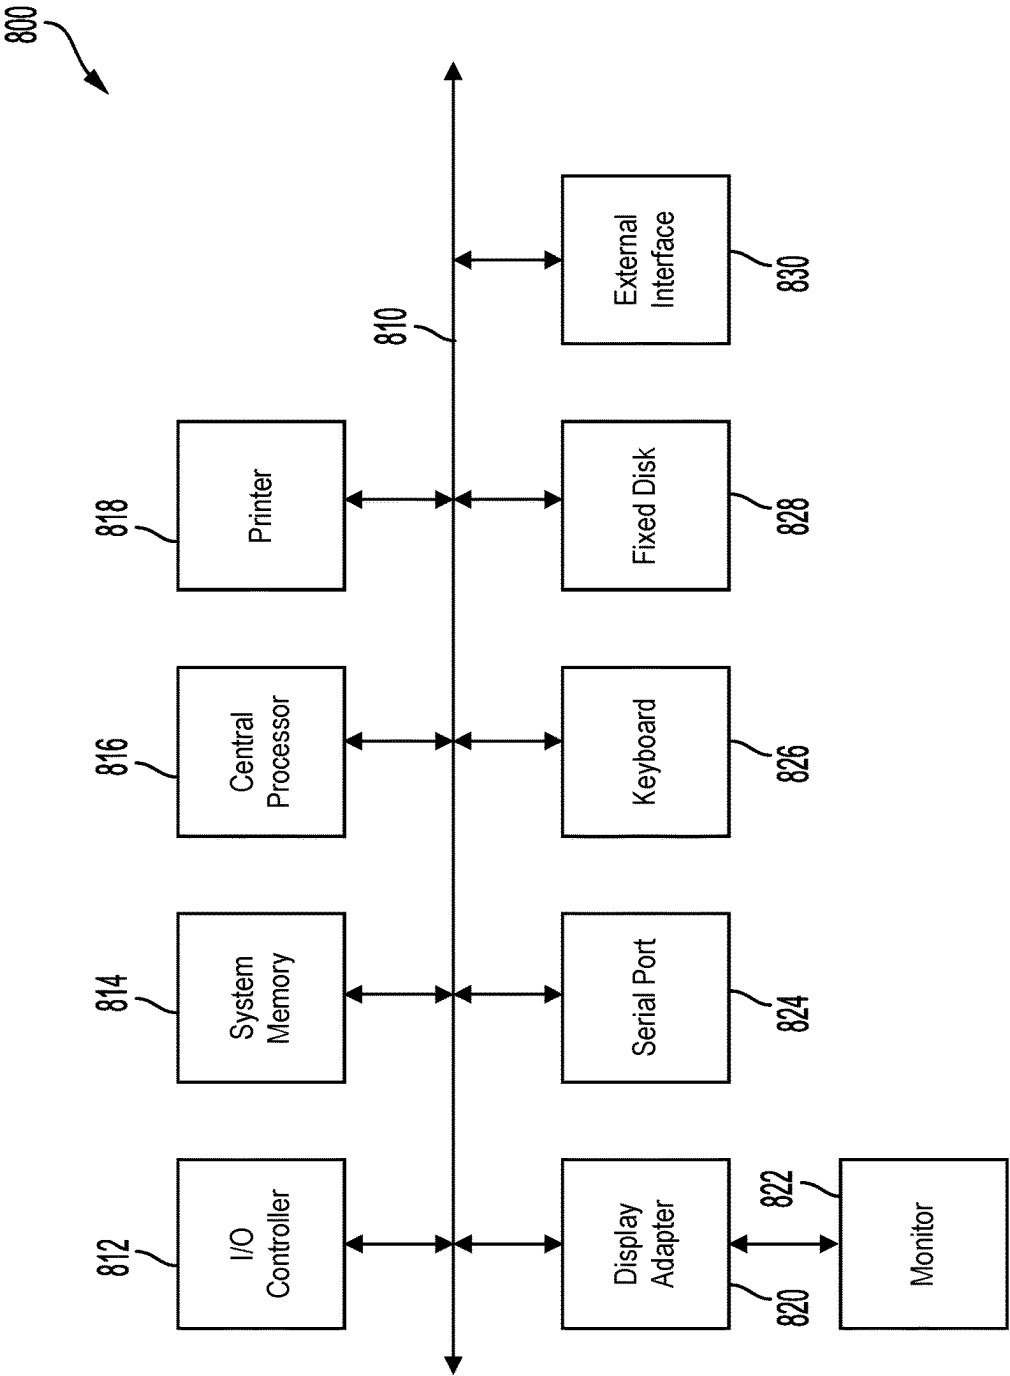 800
812
I/O
Controller
814
System
Memory
816
Central
Processor
818
Printer
810
820
Display
Adapter
824
Serial Port
826
Keyboard
828
Fixed Disk
830
External
Interface
822
Monitor